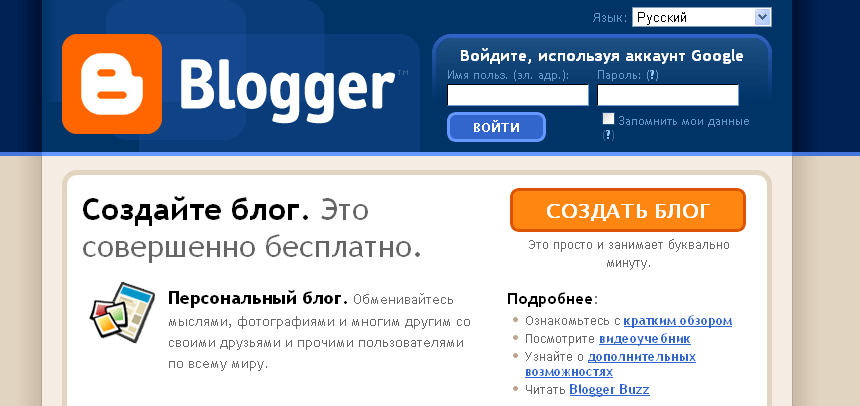 Язык: Русский
Blogger™
Войдите, используя аккаунт Google
Имя польз. (эл. адр.): Пароль: (?)
ВОЙТИ
Запомнить мои данные
(?)
Создайте блог. Это
совершенно бесплатно.
СОЗДАТЬ БЛОГ
Это просто и занимает буквально
минуту.
Персональный блог. Обменивайтесь
мыслями, фотографиями и многим другим со
своими друзьями и прочими пользователями
по всему миру.
Подробнее:
Ознакомьтесь с кратким обзором
Посмотрите видеоучебник
Узнайте о дополнительных
возможностях
Читать Blogger Buzz